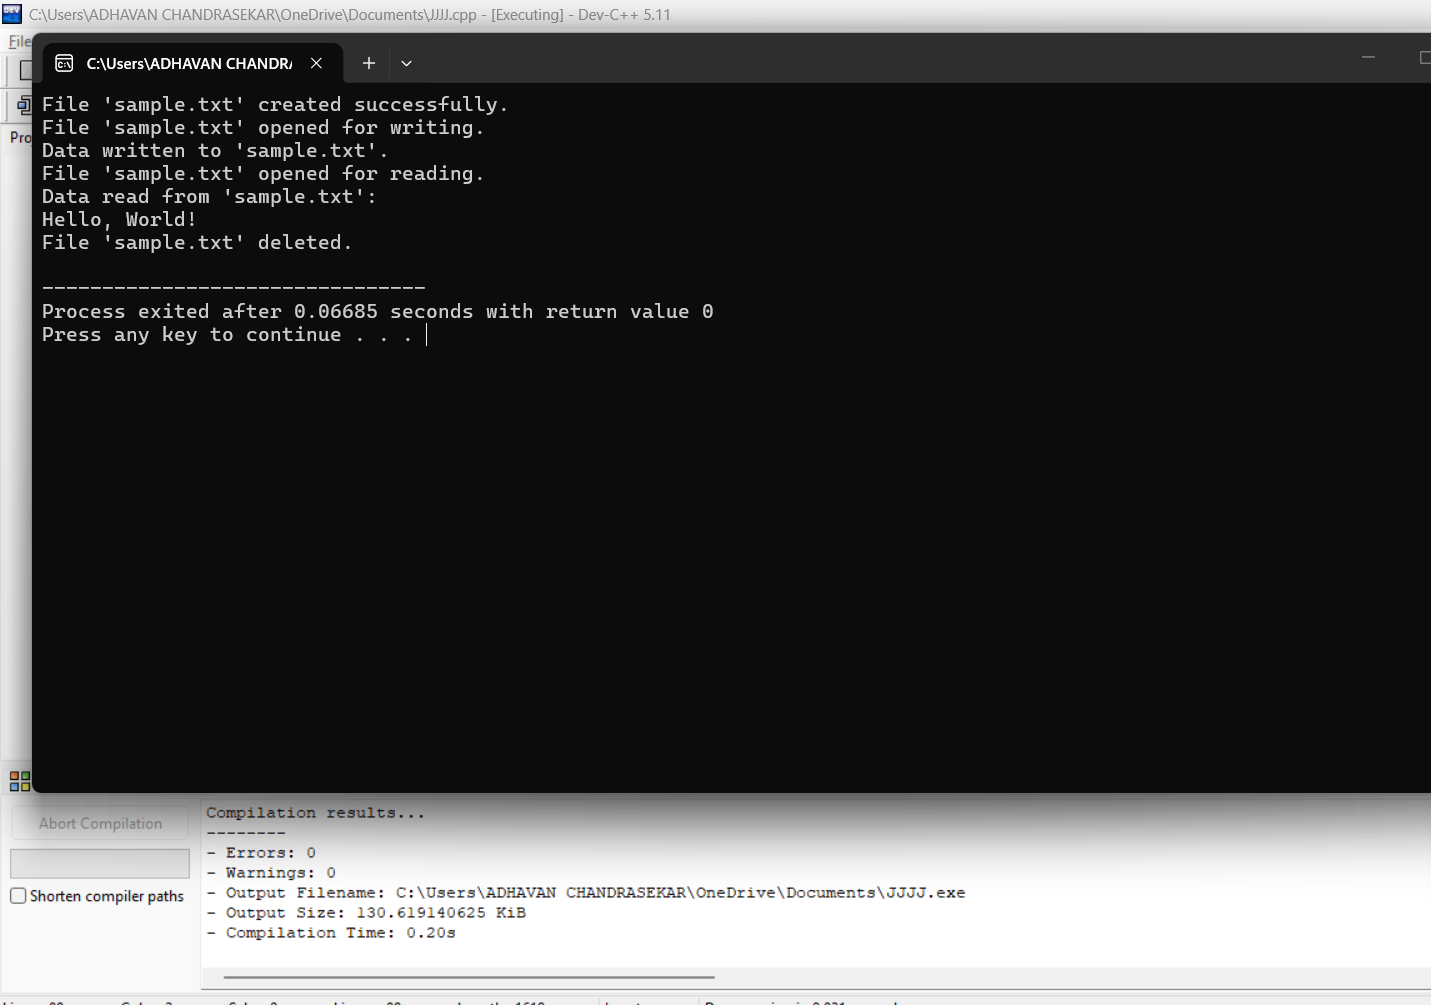 C:\Users\ADHAVAN CHANDRASEKAR\OneDrive\Documents\JJJJ.cpp - [Executing] - Dev-C++ 5.11
File
C:\Users\ADHAVAN CHANDR
File 'sample.txt' created successfully.
File 'sample.txt' opened for writing.
Data written to 'sample.txt'.
File 'sample.txt' opened for reading.
Data read from 'sample.txt':
Hello, World!
File 'sample.txt' deleted.
--------------------------------
Process exited after 0.06685 seconds with return value 0
Press any key to continue . . .
Abort Compilation
Shorten compiler paths
Compilation results...
--------
- Errors: 0
- Warnings: 0
- Output Filename: C:\Users\ADHAVAN CHANDRASEKAR\OneDrive\Documents\JJJJ.exe
- Output Size: 130.619140625 KiB
- Compilation Time: 0.20s